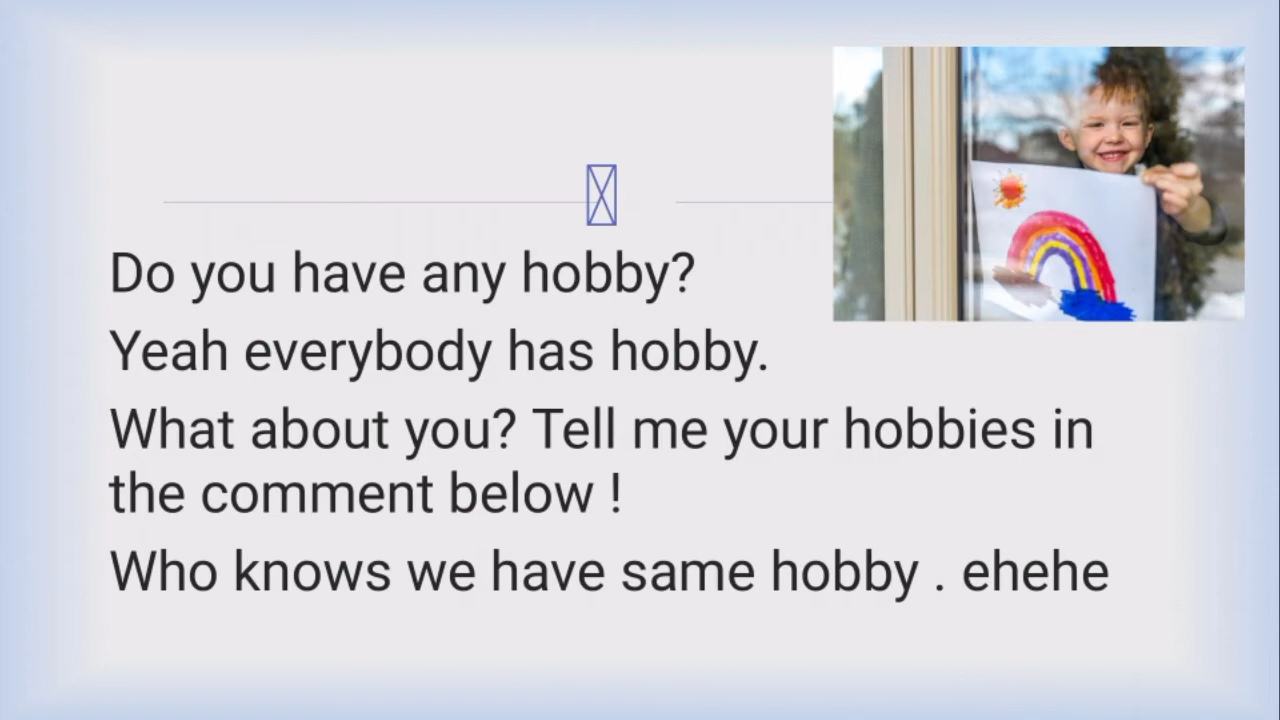 Do you have any hobby?
Yeah everybody has hobby.
What about you? Tell me your hobbies in
the comment below !
Who knows we have same hobby . ehehe